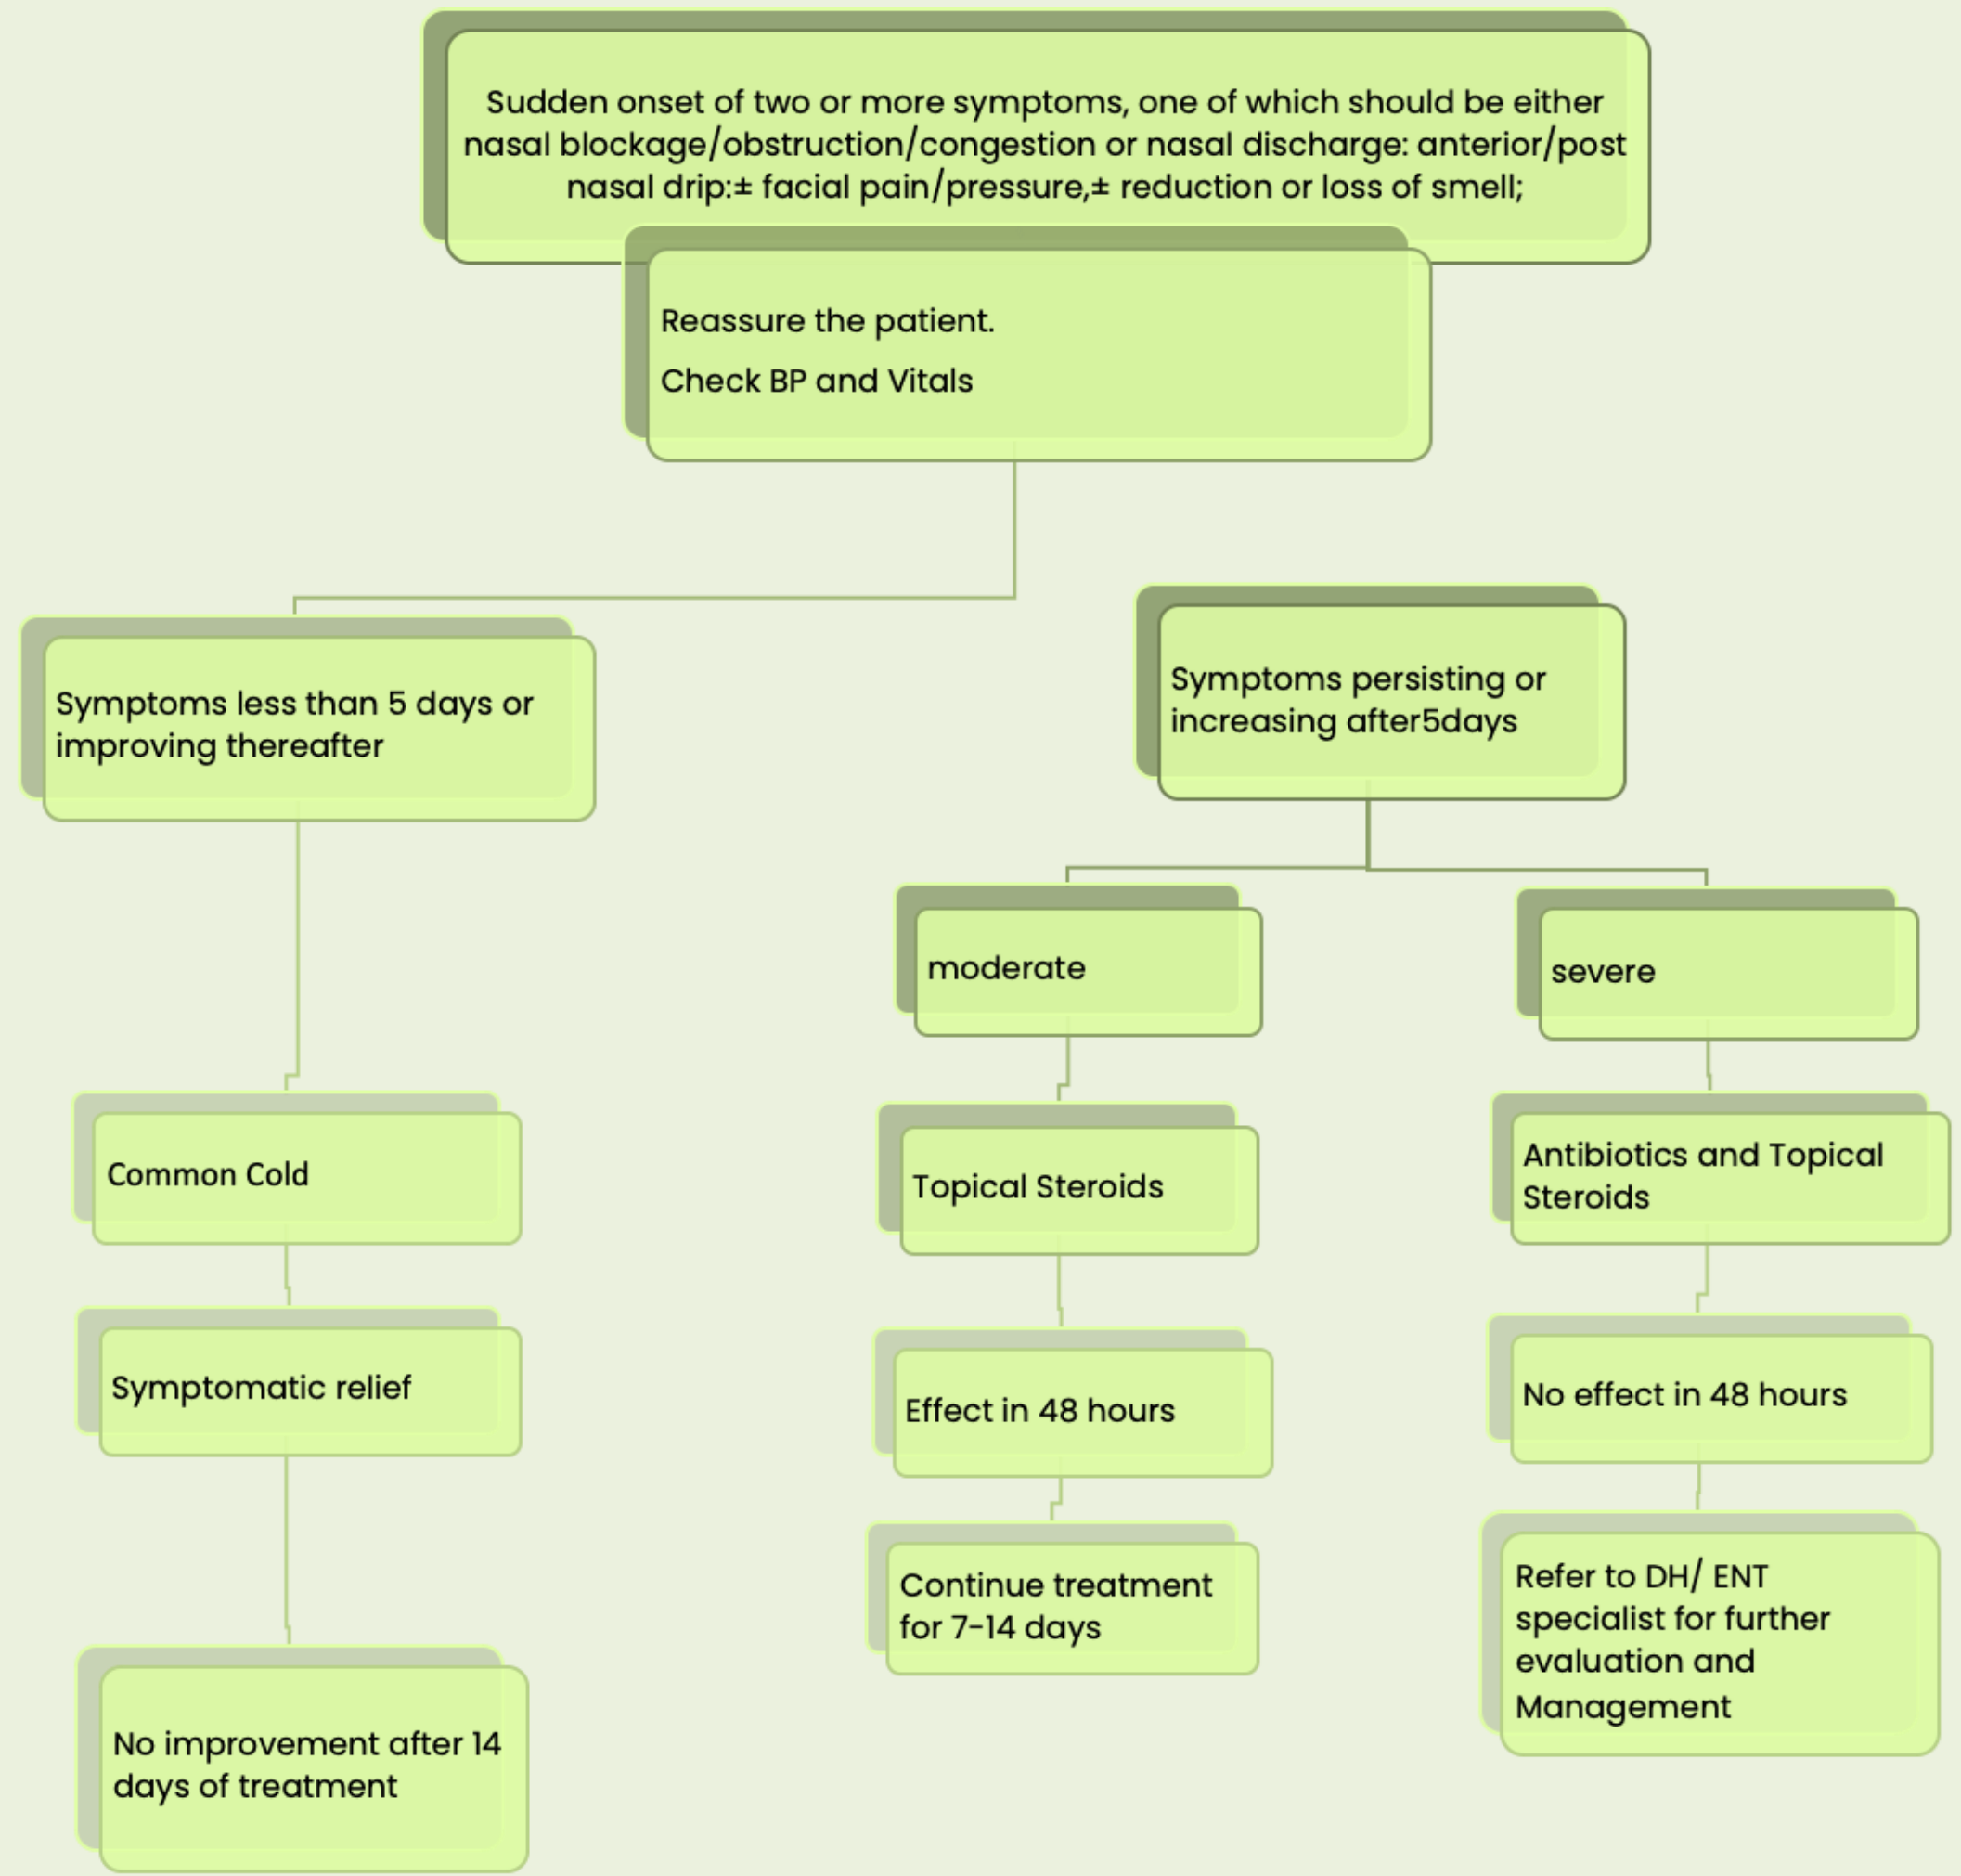 Sudden onset of two or more symptoms, one of which should be either
nasal blockage/obstruction/congestion or nasal discharge: anterior/post
nasal drip:± facial pain/pressure,± reduction or loss of smell;
Reassure the patient.
Check BP and Vitals
Symptoms less than 5 days or
improving thereafter
Symptoms persisting or
increasing after5days
moderate
severe
Common Cold
Topical Steroids
Antibiotics and Topical
Steroids
Symptomatic relief
Effect in 48 hours
No effect in 48 hours
Continue treatment
for 7-14 days
Refer to DH/ ENT
specialist for further
evaluation and
Management
No improvement after 14
days of treatment